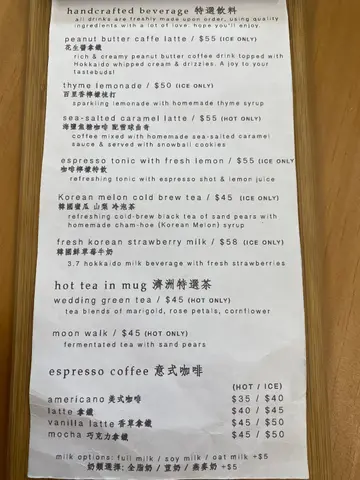 handcrafted beverage 特選飲料
all drinks are freshly made upon order, using quality
ingredients with a lot of love. hope you'll enjoy.
peanut butter caffe latte / $55 (ICE ONLY)
花生醬拿鐵
rich & creamy peanut butter coffee drink topped with
Hokkaido whipped cream & drizzles. A joy to your
tastebuds!
thyme lemonade / $50 (ICE ONLY)
百里香檸檬梳打
sparkling lemonade with homemade thyme syrup
sea-salted caramel latte / $55 (HOT ONLY)
海鹽焦糖咖啡 配雪球曲奇
coffee mixed with homemade sea-salted caramel
sauce & served with snowball cookies
espresso tonic with fresh lemon / $55 (ICE ONLY)
咖啡檸檬特飲
refreshing tonic with espresso shot & lemon juice
Korean melon cold brew tea / $45 (ICE ONLY)
韓國蜜瓜 山梨 冷泡茶
refreshing cold-brew black tea of sand pears with
homemade cham-hoe (Korean Melon) syrup
fresh korean strawberry milk / $58 (ICE ONLY)
韓國鮮草莓牛奶
3.7 hokkaido milk beverage with fresh strawberries
hot tea in mug 濟洲特選茶
wedding green tea / $45 (HOT ONLY)
tea blends of marigold, rose petals, cornflower
moon walk / $45 (HOT ONLY)
fermented tea with sand pears
espresso coffee 意式咖啡
(HOT / ICE)
americano 美式咖啡 $35 / $40
latte 拿鐵 $40 / $45
vanilla latte 香草拿鐵 $45 / $50
mocha 巧克力拿鐵 $45 / $50
milk options: full milk / soy milk / oat milk +$5
奶類選擇: 全脂奶 / 荳奶 / 燕麥奶 +$5